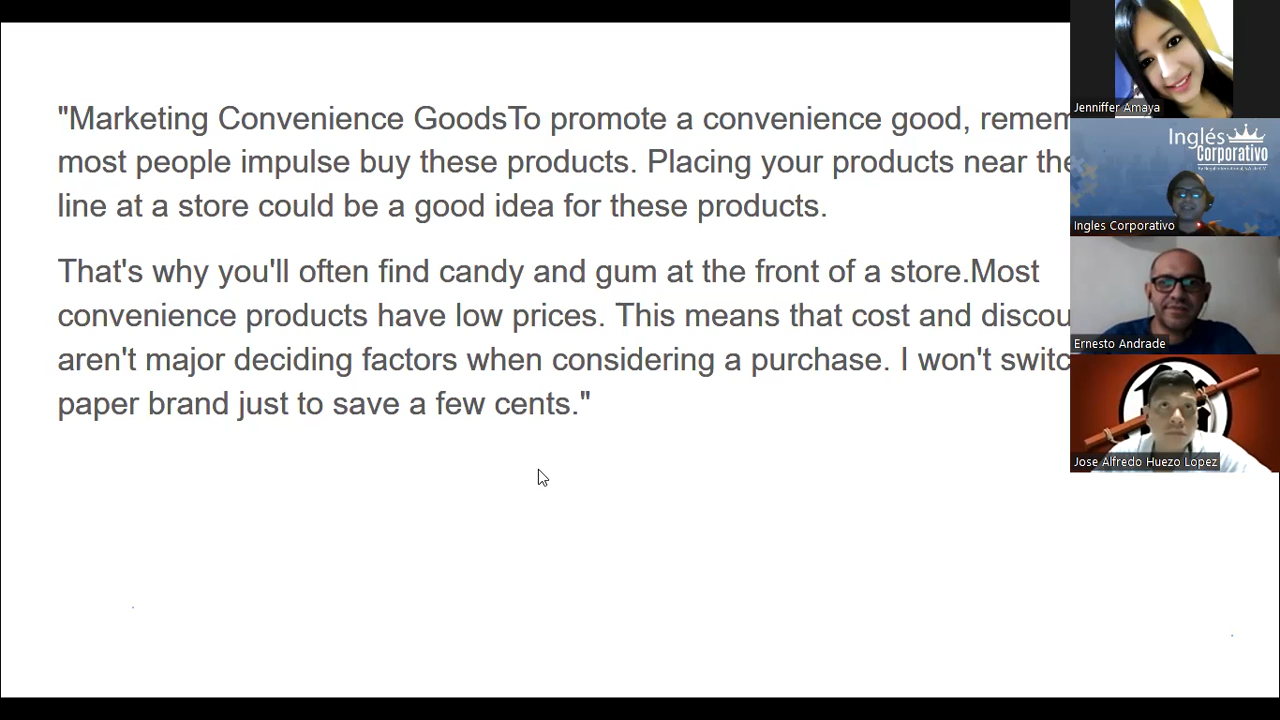 "Marketing Convenience GoodsTo promote a convenience good, remem
most people impulse buy these products. Placing your products near the
line at a store could be a good idea for these products.
That's why you'll often find candy and gum at the front of a store.Most
convenience products have low prices. This means that cost and discou
aren't major deciding factors when considering a purchase. I won't switc
paper brand just to save a few cents."
Jenniffer Amaya
Inglés
Corporativo
Ingles Corporativo
Ernesto Andrade
Jose Alfredo Huezo Lopez